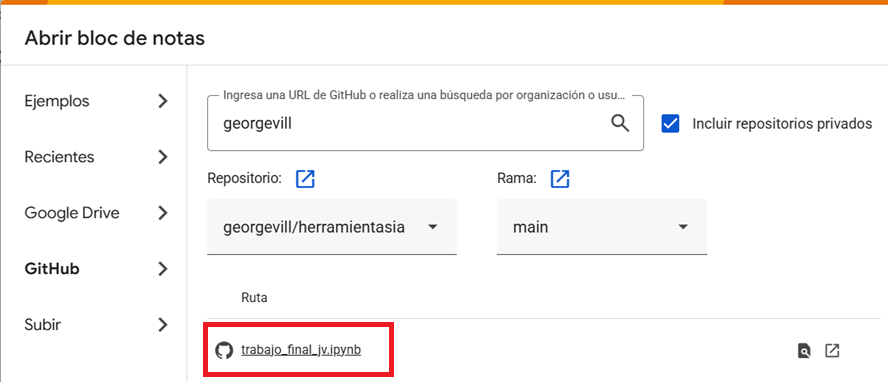 Abrir bloc de notas
Ejemplos
Recientes
Google Drive
GitHub
Subir
Ingresa una URL de GitHub o realiza una búsqueda por organización o usu...
georgevill
Incluir repositorios privados
Repositorio:
Rama:
georgevill/herramientasia
main
Ruta
trabajo_final_jv.ipynb